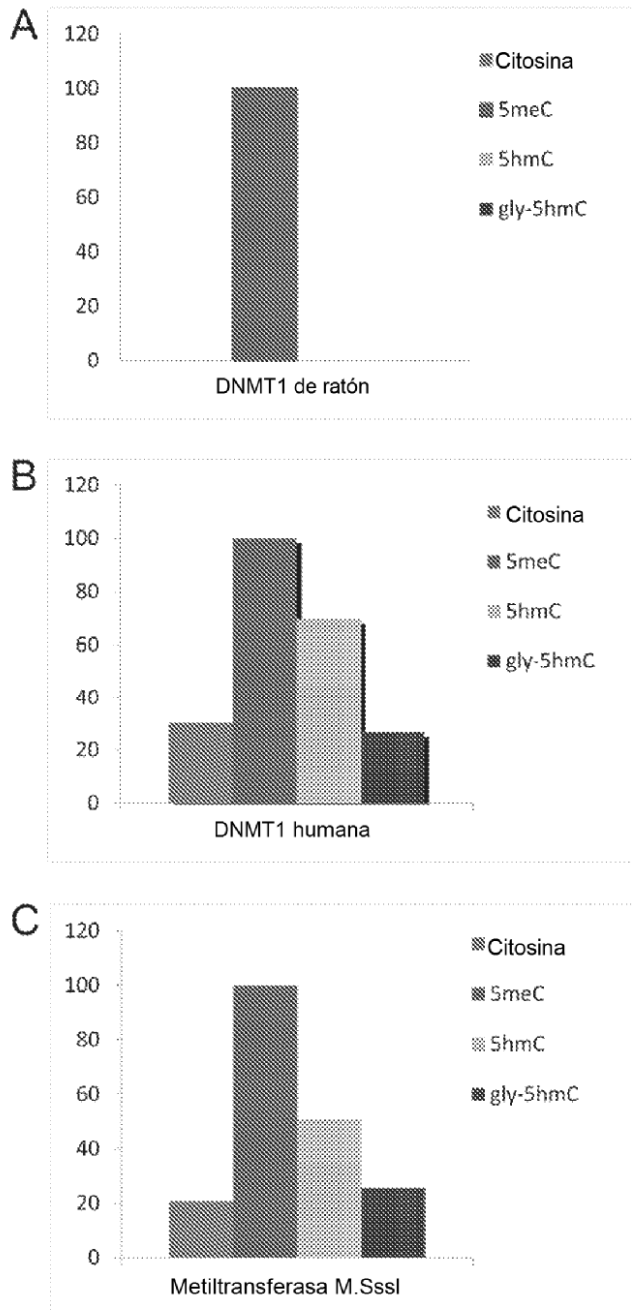 A
120
100
80
60
40
20
0
Citosina
5meC
5hmC
gly-5hmC
DNMT1 de ratón
B
120
100
80
60
40
20
0
Citosina
5meC
5hmC
gly-5hmC
DNMT1 humana
C
120
100
80
60
40
20
0
Citosina
5meC
5hmC
gly-5hmC
Metiltransferasa M.SssI